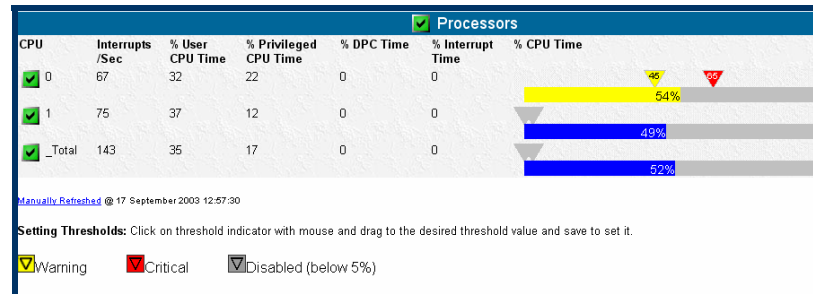 Processors
CPU Interrupts /Sec % User CPU Time % Privileged CPU Time % DPC Time % Interrupt Time % CPU Time
0 67 32 22 0 0 45 65 54%
1 75 37 12 0 0 49%
_Total 143 35 17 0 0 52%
Manually Refreshed @ 17 September 2003 12:57:30
Setting Thresholds: Click on threshold indicator with mouse and drag to the desired threshold value and save to set it.
Warning Critical Disabled (below 5%)